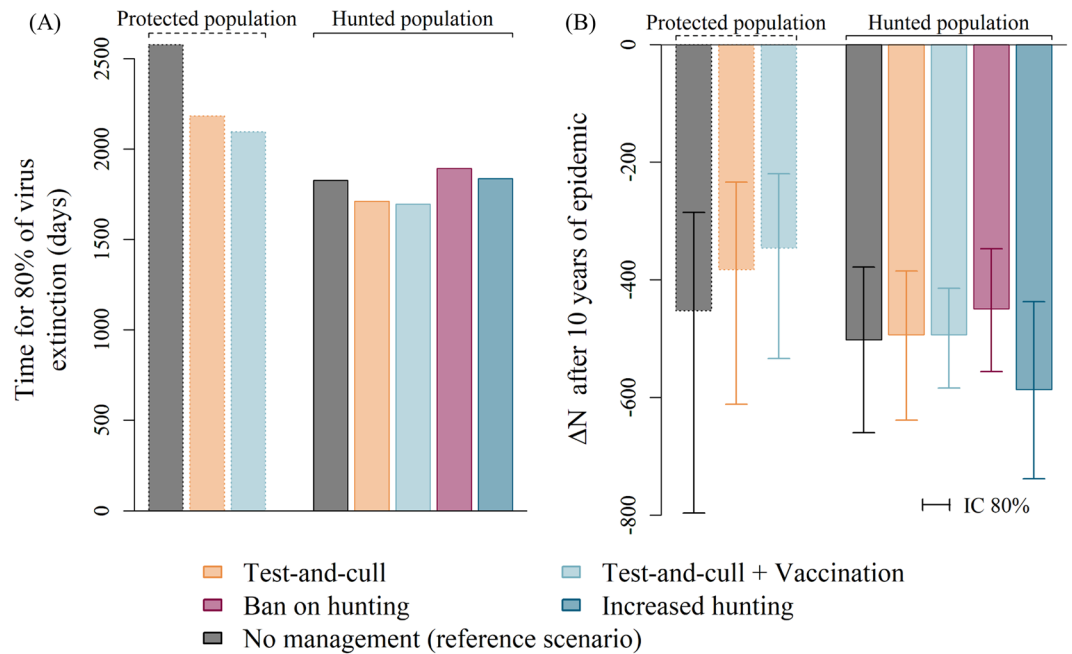 (A)
Protected population
Hunted population
Time for 80% of virus
extinction (days)
2500
2000
1500
1000
500
0
(B)
Protected population
Hunted population
ΔN after 10 years of epidemic
0
-200
-400
-600
-800
IC 80%
Test-and-cull
Test-and-cull + Vaccination
Ban on hunting
Increased hunting
No management (reference scenario)